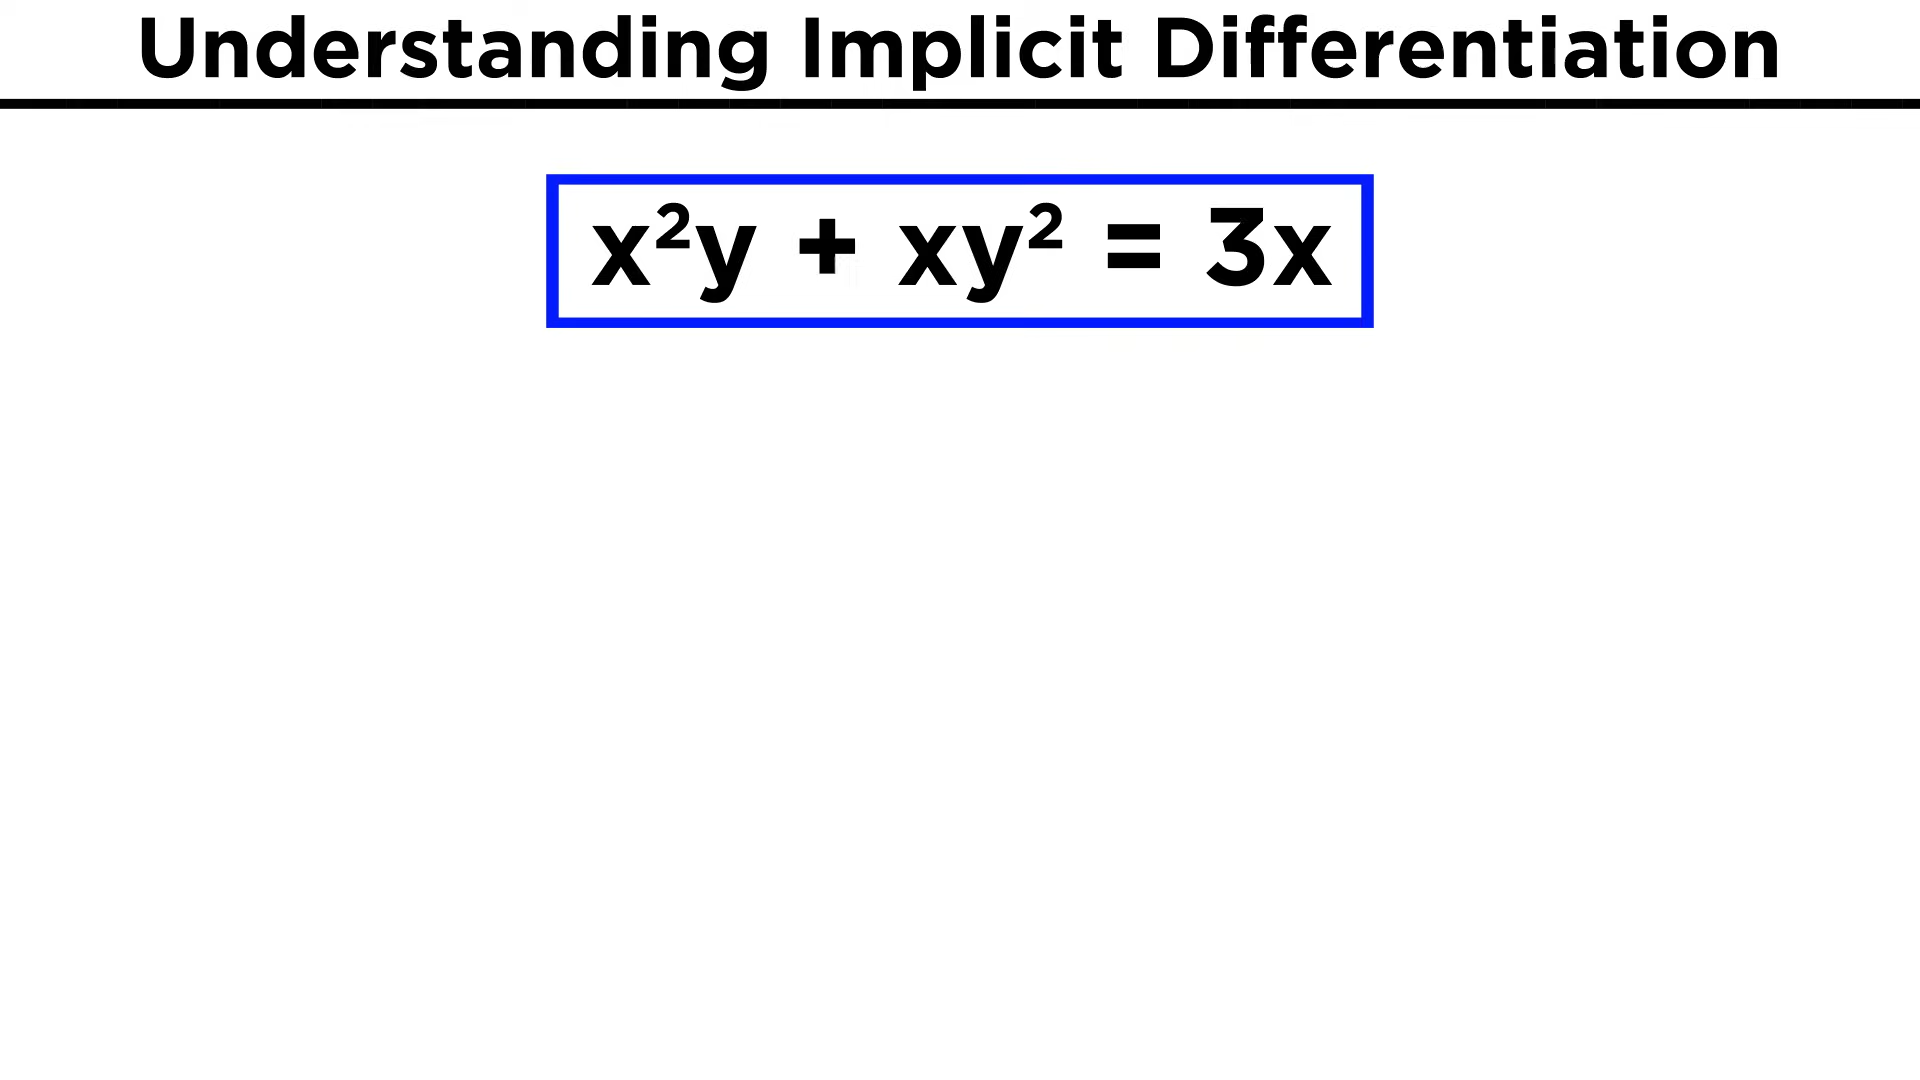 Understanding Implicit Differentiation
x²y + xy² = 3x